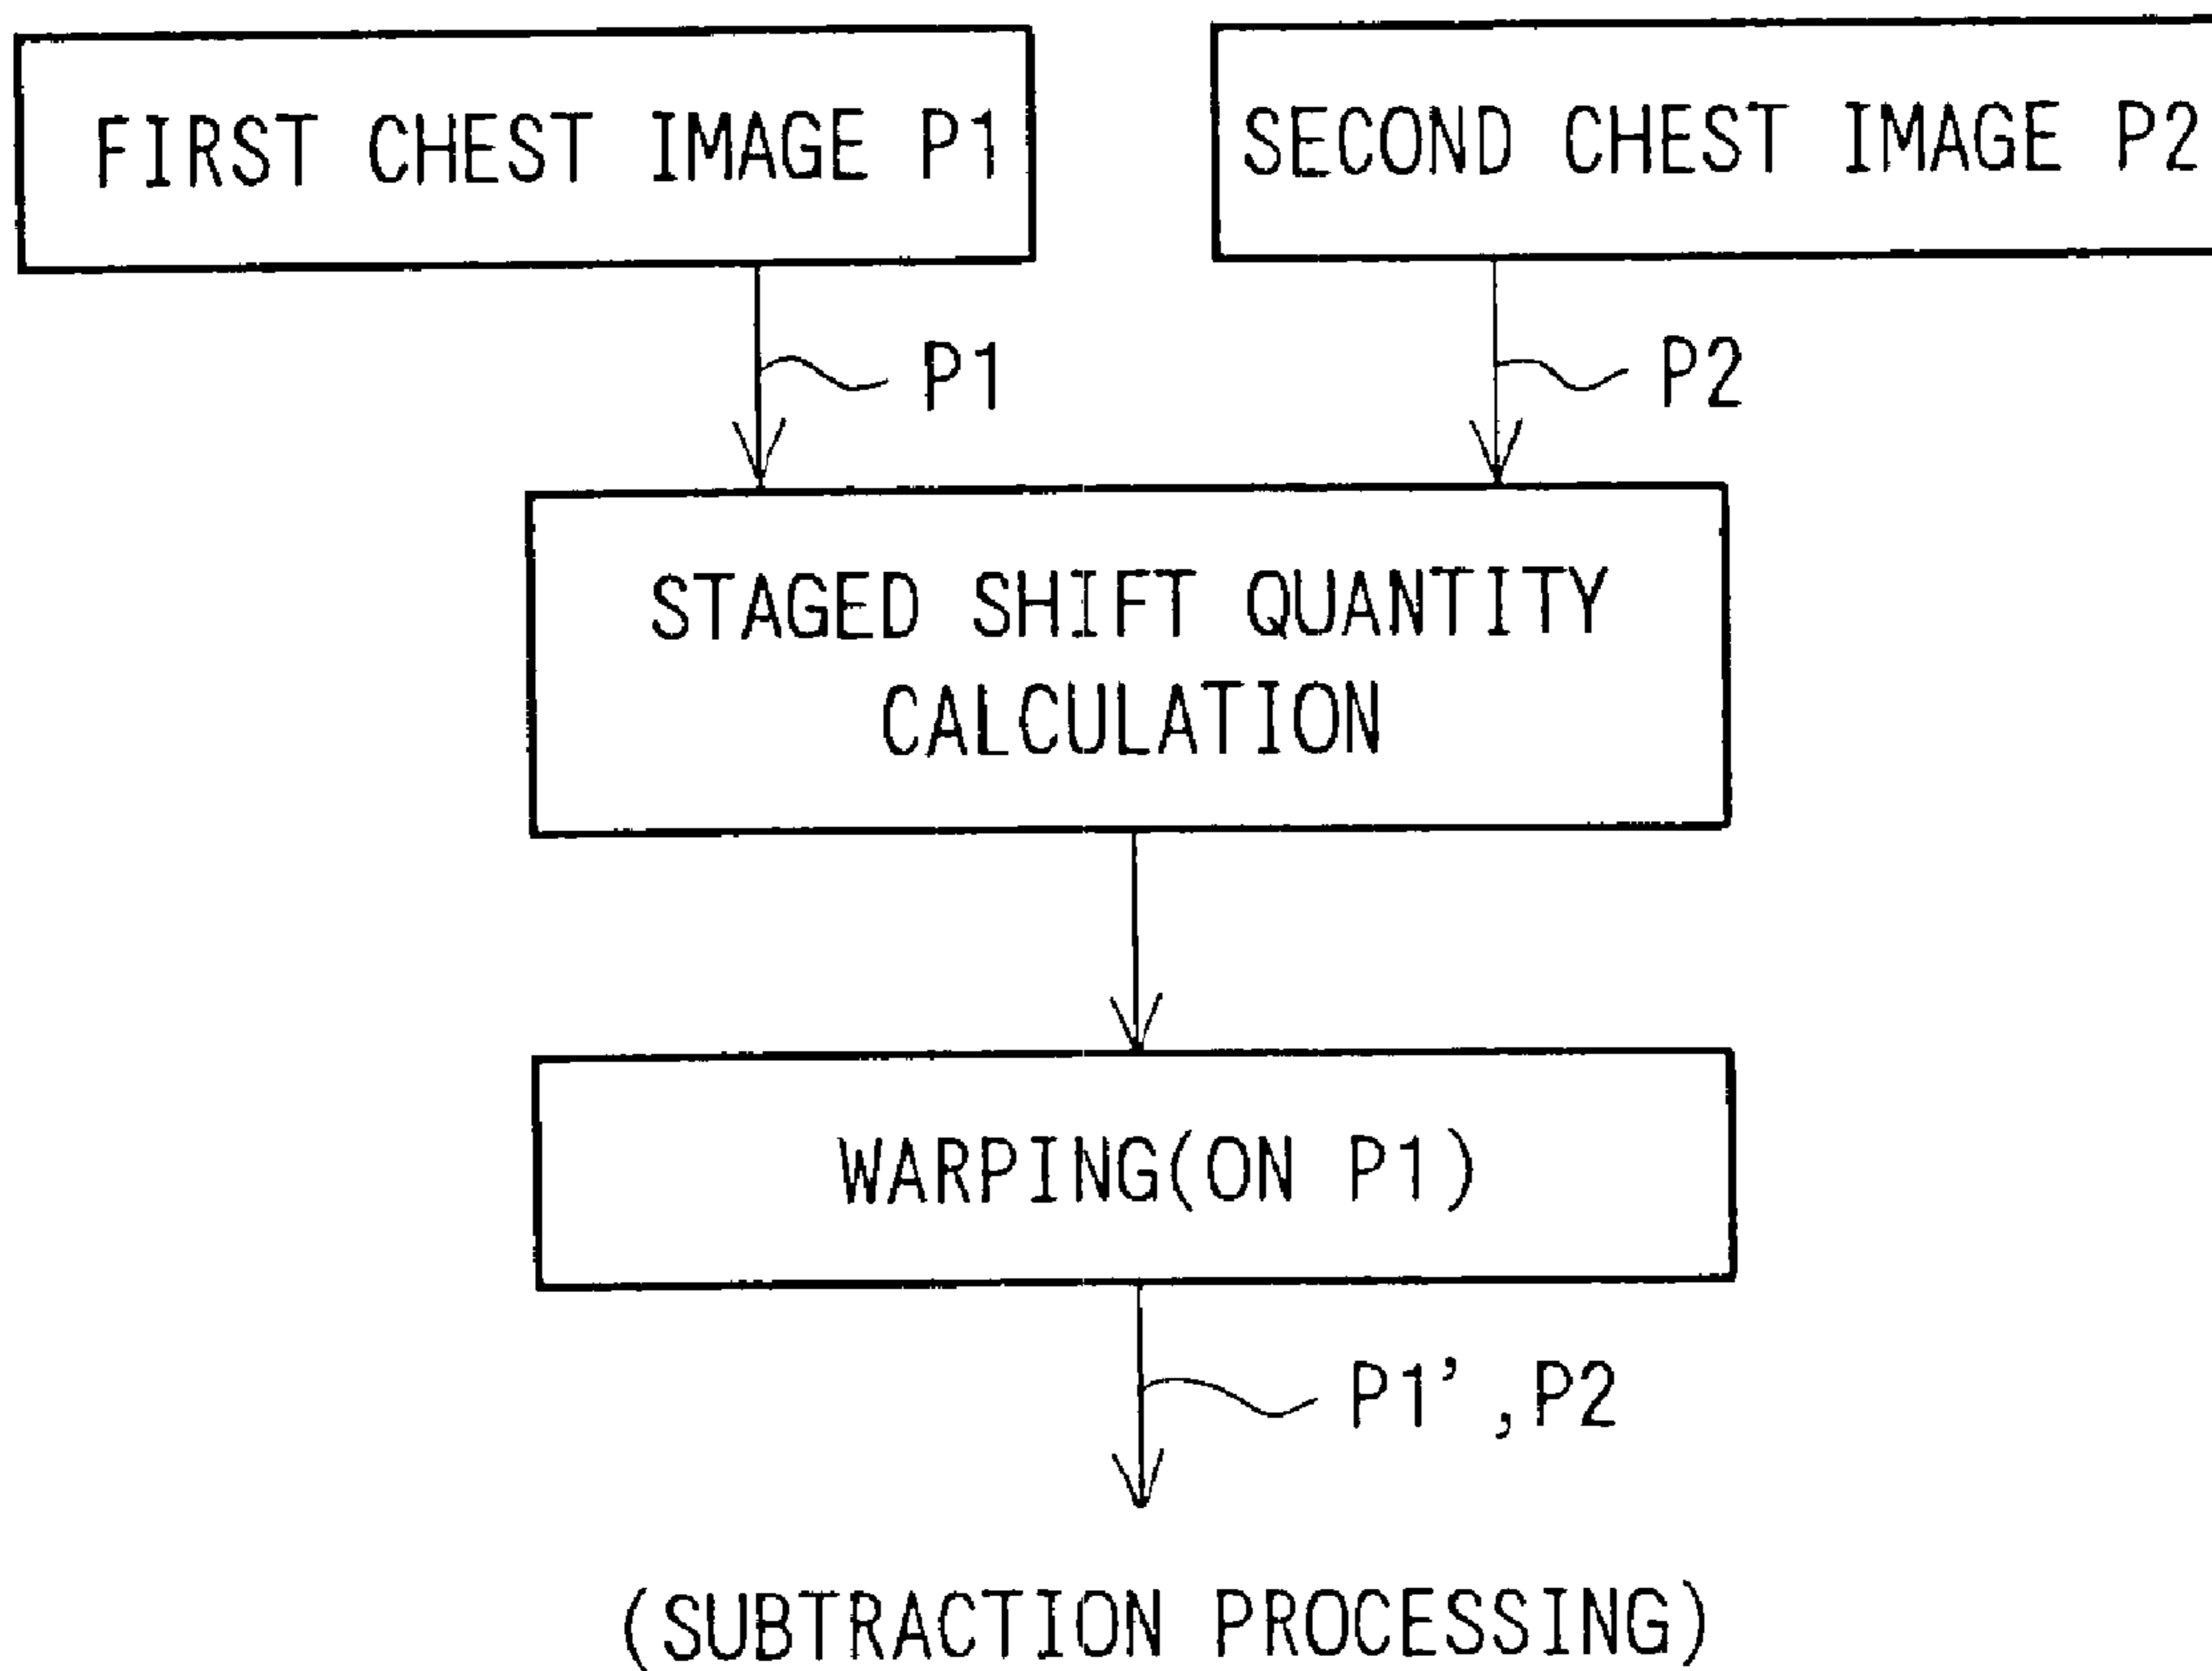 FIRST CHEST IMAGE P1
SECOND CHEST IMAGE P2
P1
P2
STAGED SHIFT QUANTITY
CALCULATION
WARPING(ON P1)
P1',P2
(SUBTRACTION PROCESSING)